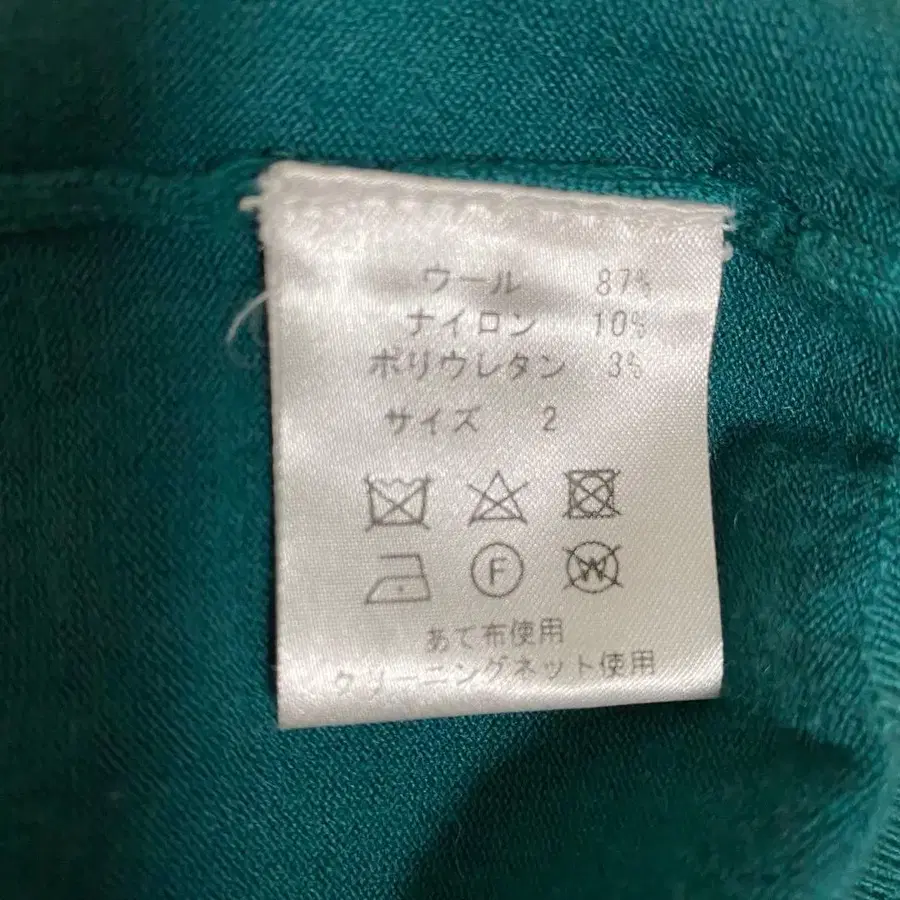 ウール 87%
ナイロン 10%
ポリウレタン 3%
サイズ 2
F W
あて布使用
クリーニングネット使用